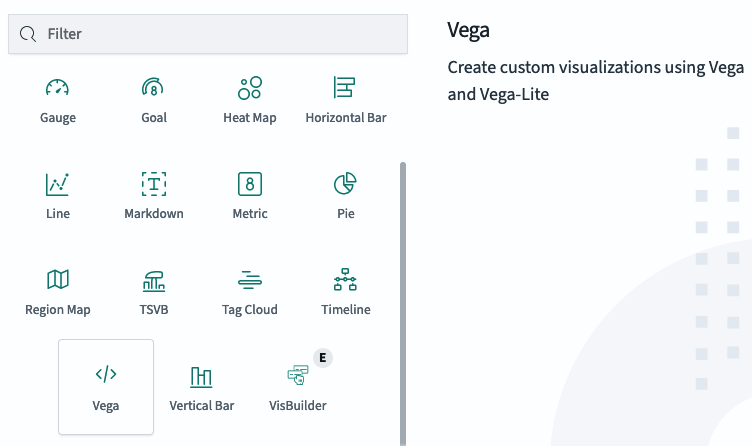 Filter
Gauge
Goal
Heat Map
Horizontal Bar
Line
Markdown
Metric
Pie
Region Map
TSVB
Tag Cloud
Timeline
Vega
Vertical Bar
E
VisBuilder
Vega
Create custom visualizations using Vega
and Vega-Lite